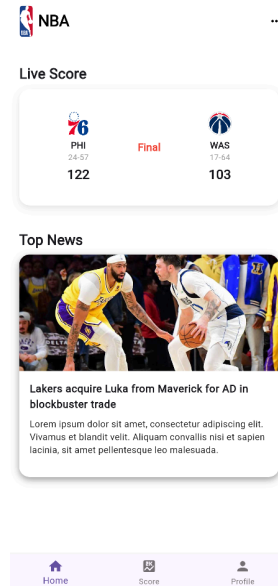 NBA
Live Score
PHI
24-57
122
Final
WAS
17-64
103
Top News
Lakers acquire Luka from Maverick for AD in
blockbuster trade
Lorem ipsum dolor sit amet, consectetur adipiscing elit.
Vivamus et blandit velit. Aliquam convallis nisi et sapien
lacinia, sit amet pellentesque leo malesuada.
Home
Score
Profile